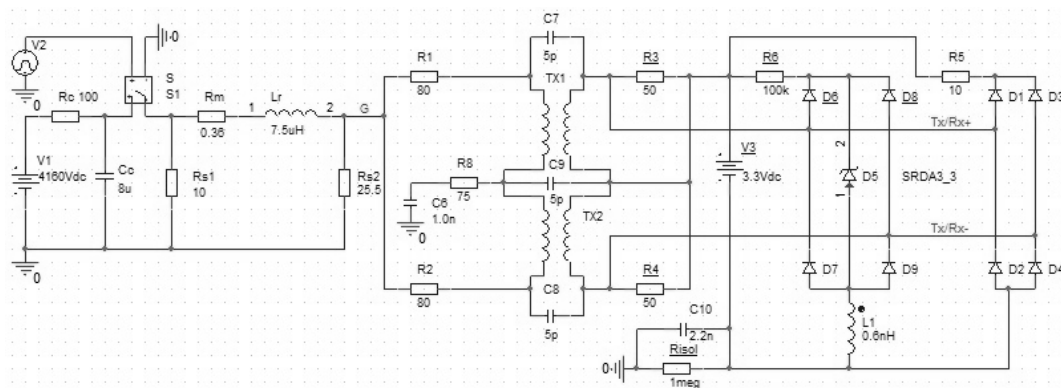 V2
0
S
S1
0
Rc 100
Rm
0.36
Lr
1
2
7.5uH
G
V1
4160Vdc
Cc
8u
Rs1
10
Rs2
25.5
0
R1
80
R2
80
C7
5p
TX1
C9
5p
R8
75
C6
1.0n
0
TX2
C8
5p
R3
50
R4
50
R6
100k
R5
10
V3
3.3Vdc
D6
D8
D1
D3
Tx/Rx+
2
D5
1
SRDA3_3
Tx/Rx-
D7
D9
D2
D4
L1
0.6nH
C10
2.2n
0
Risol
1meg